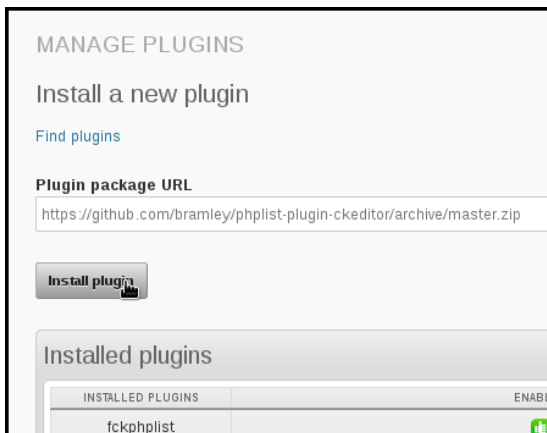 MANAGE PLUGINS
Install a new plugin
Find plugins
Plugin package URL
https://github.com/bramley/phplist-plugin-ckeditor/archive/master.zip
Install plugin
Installed plugins
INSTALLED PLUGINS ENABL
fckphplist